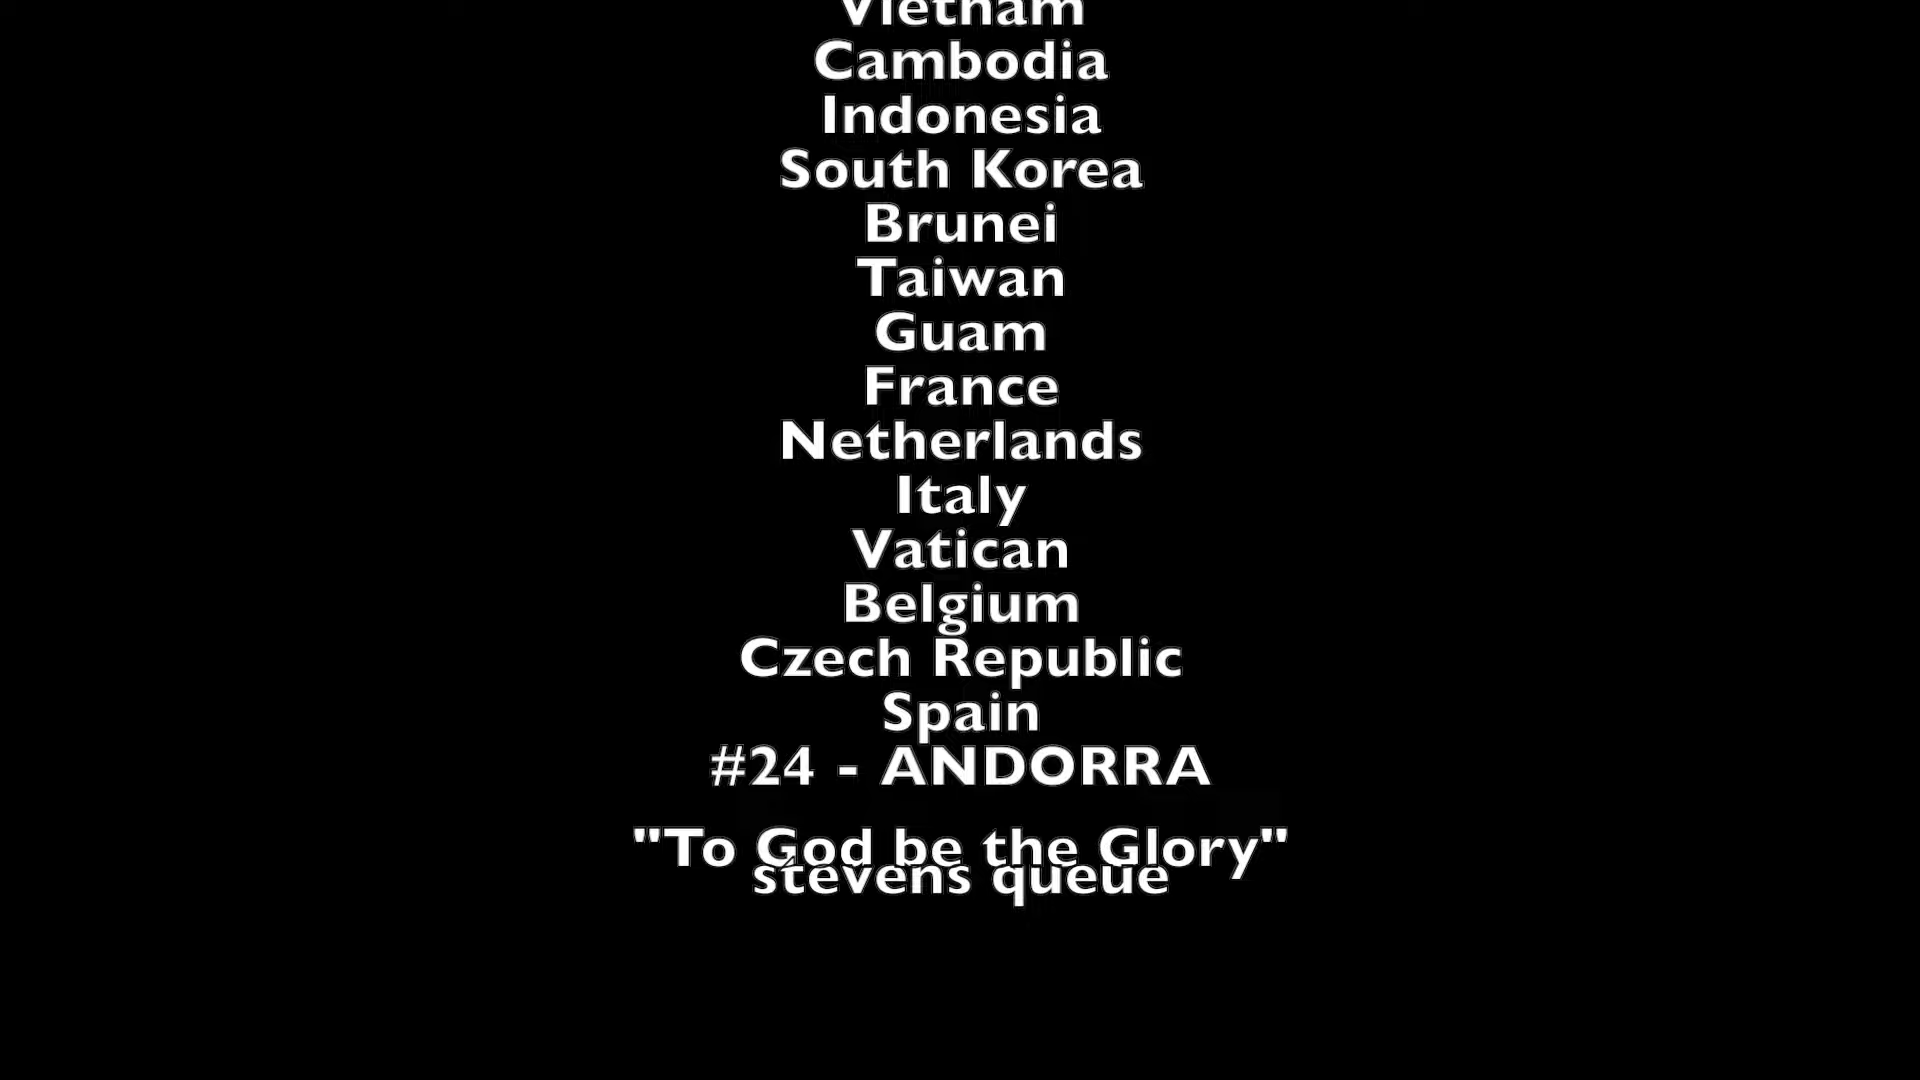 Vietnam
Cambodia
Indonesia
South Korea
Brunei
Taiwan
Guam
France
Netherlands
Italy
Vatican
Belgium
Czech Republic
Spain
#24 - ANDORRA
"To God be the Glory"
stevens queue